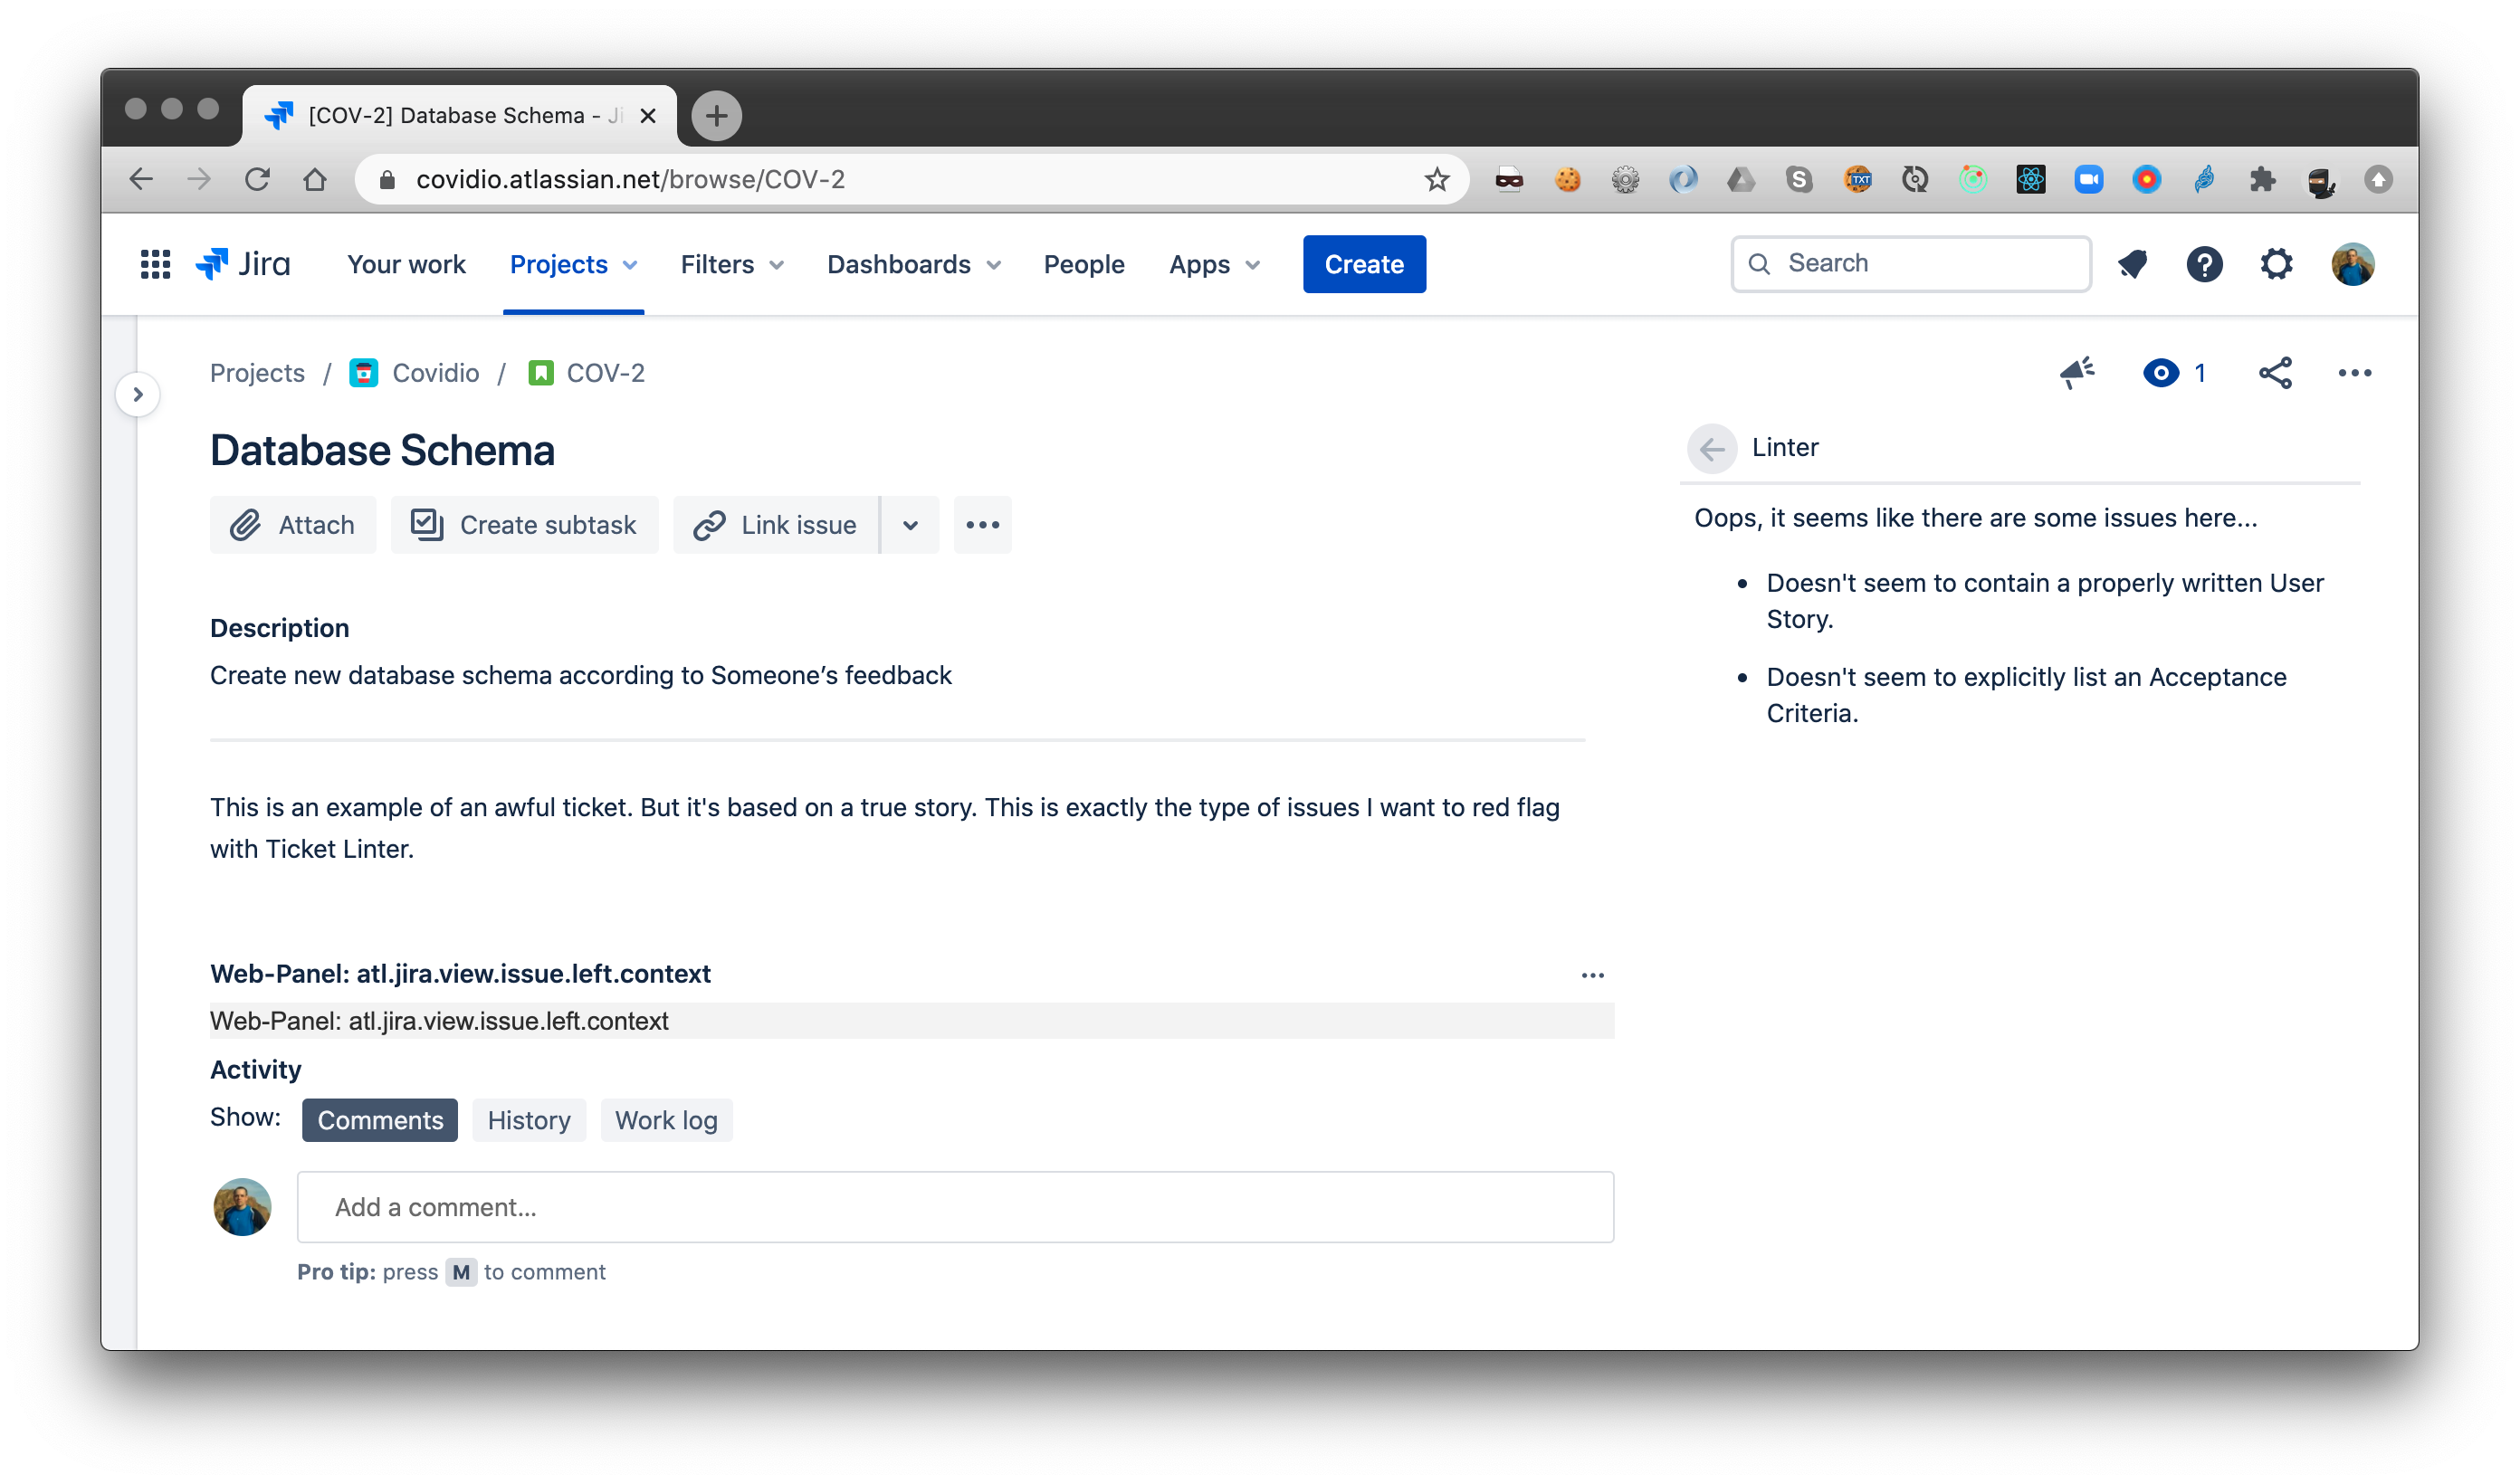 [COV-2] Database Schema - Ji
covidio.atlassian.net/browse/COV-2
S
TXT
Jira
Your work
Projects
Filters
Dashboards
People
Apps
Create
Search
?
Projects / Covidio / COV-2
1
Database Schema
Linter
Attach
Create subtask
Link issue
Oops, it seems like there are some issues here...
• Doesn't seem to contain a properly written User
Story.
• Doesn't seem to explicitly list an Acceptance
Criteria.
Description
Create new database schema according to Someone’s feedback
This is an example of an awful ticket. But it's based on a true story. This is exactly the type of issues I want to red flag
with Ticket Linter.
Web-Panel: atl.jira.view.issue.left.context
Web-Panel: atl.jira.view.issue.left.context
Activity
Show:
Comments
History
Work log
Add a comment...
Pro tip: press M to comment